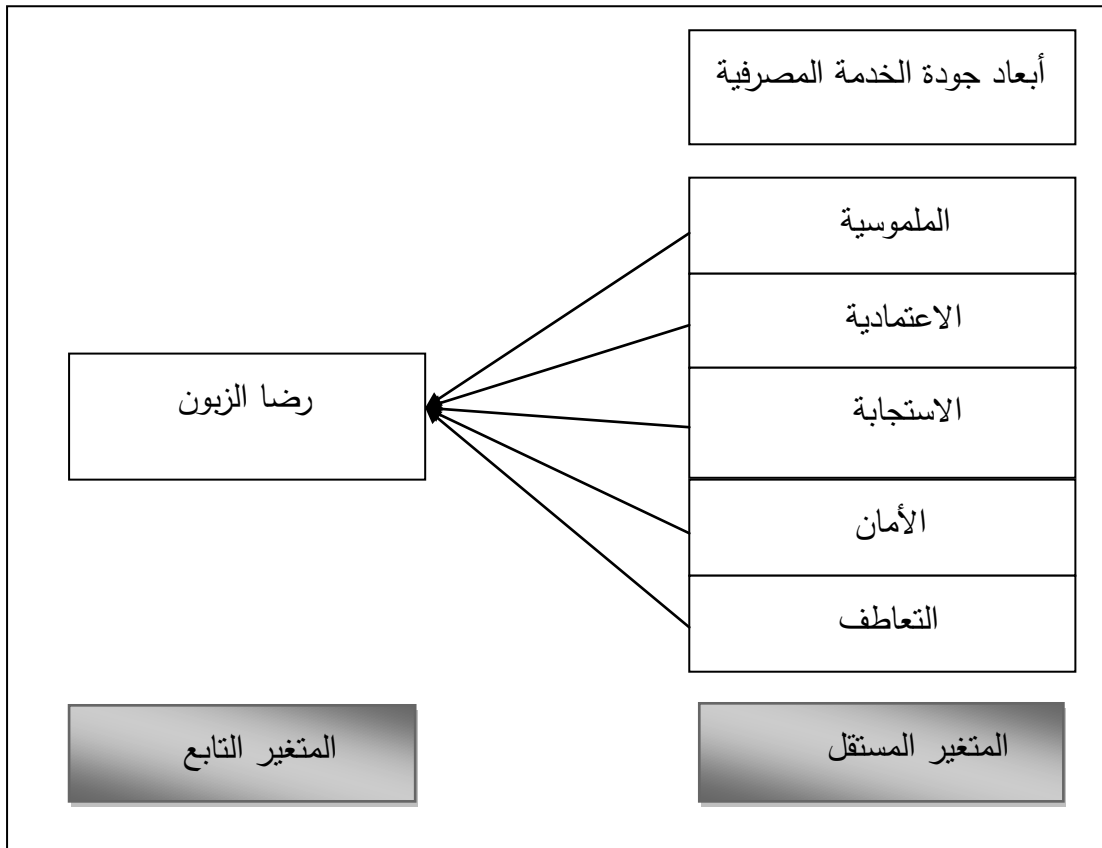 أبعاد جودة الخدمة المصرفية
الملموسية
الاعتمادية
رضا الزبون
الاستجابة
الأمان
التعاطف
المتغير المستقل
المتغير التابع